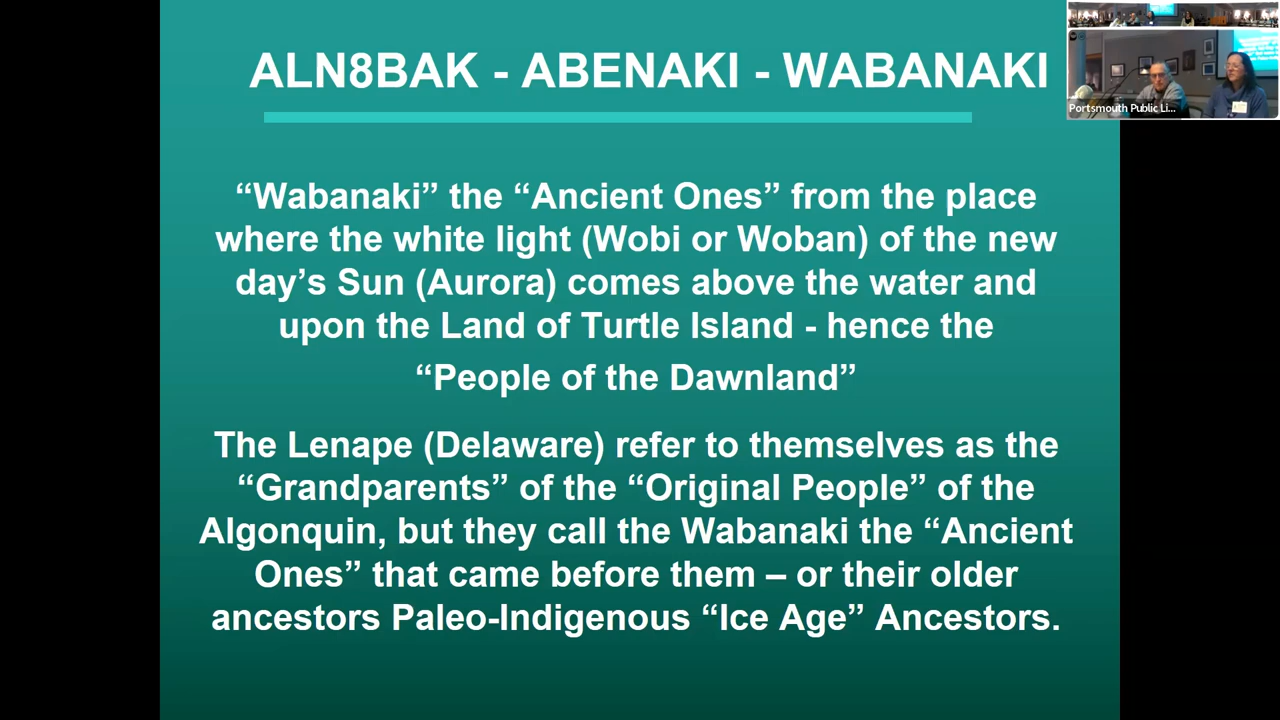 ALN8BAK - ABENAKI - WABANAKI
“Wabanaki” the “Ancient Ones” from the place
where the white light (Wobi or Woban) of the new
day’s Sun (Aurora) comes above the water and
upon the Land of Turtle Island - hence the
“People of the Dawnland”
The Lenape (Delaware) refer to themselves as the
“Grandparents” of the “Original People” of the
Algonquin, but they call the Wabanaki the “Ancient
Ones” that came before them – or their older
ancestors Paleo-Indigenous “Ice Age” Ancestors.
Portsmouth Public Li...